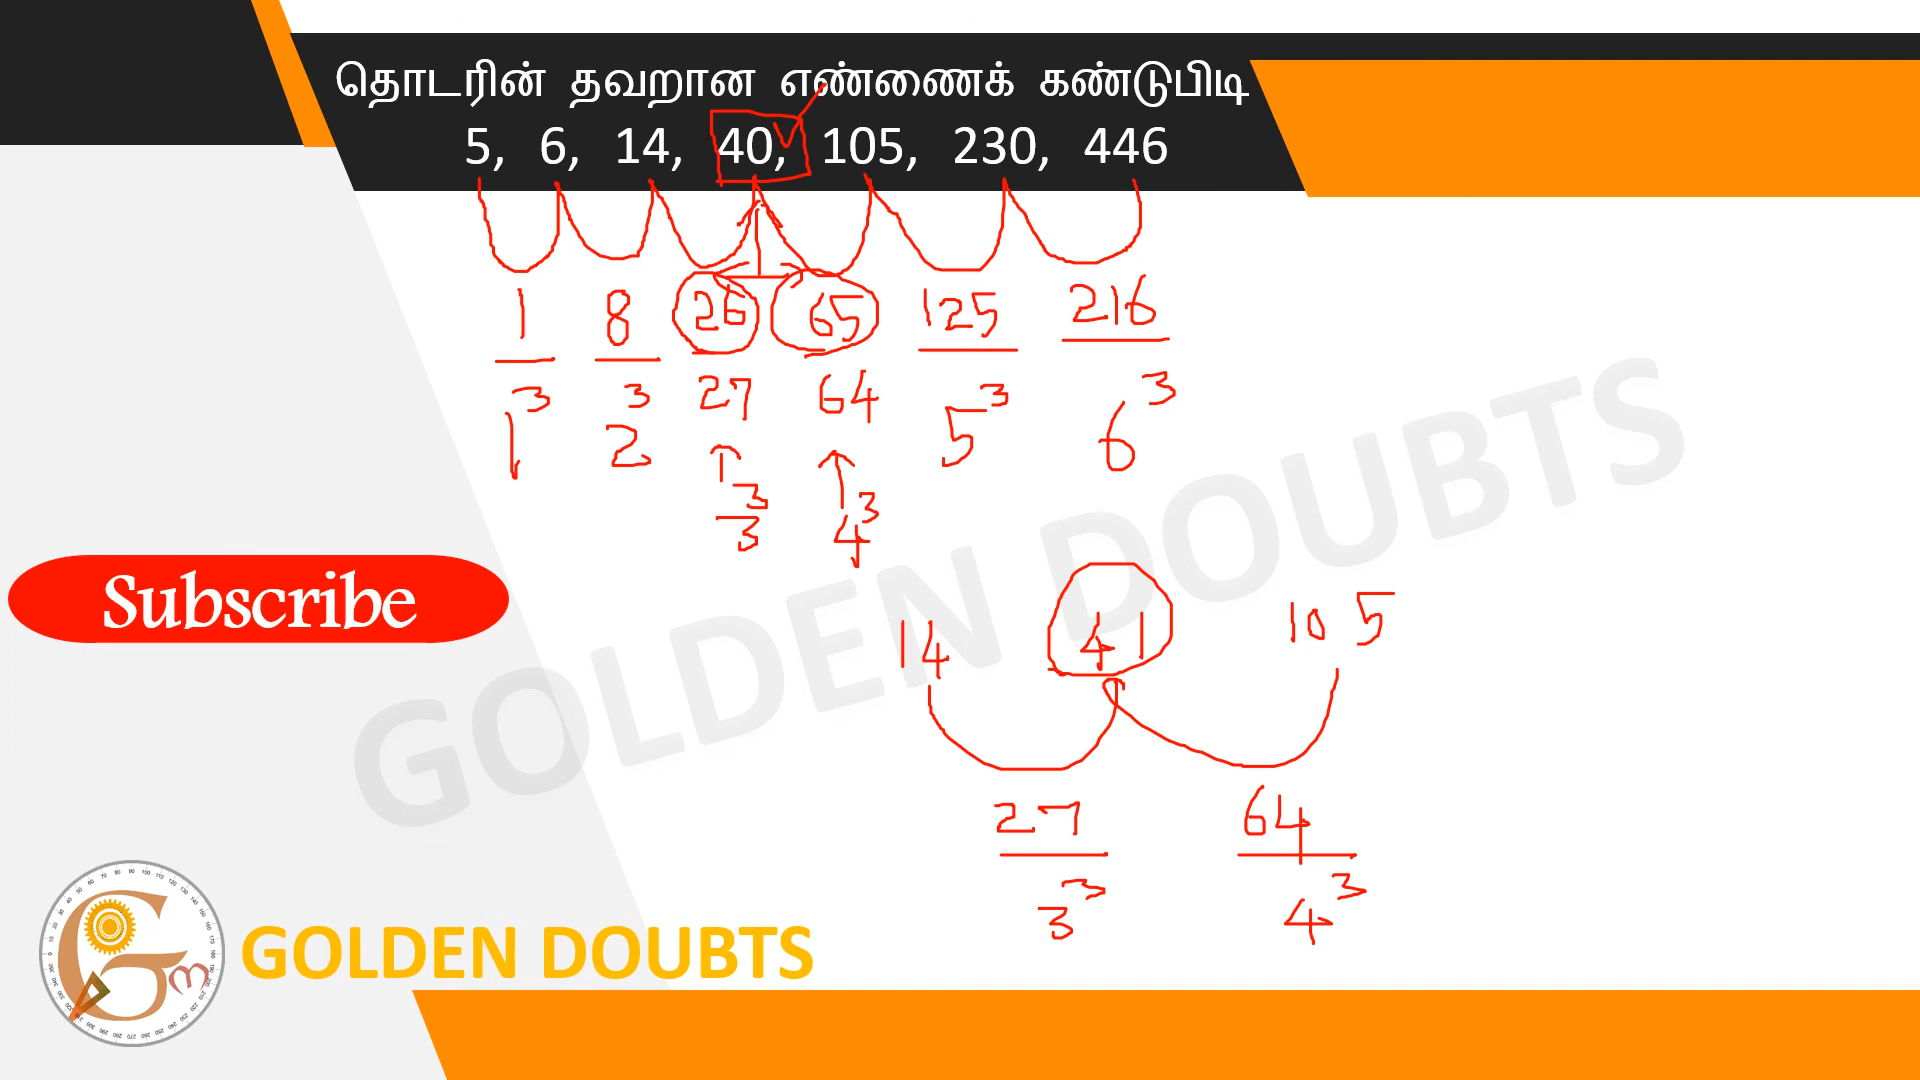 தொடரின் தவறான எண்ணைக் கண்டுபிடி
5, 6, 14, 40, 105, 230, 446
1 8 26 65 125 216
1³ 2³ 27 64 5³ 6³
3³ 4³
Subscribe
14 41 105
27 64
3³ 4³
GOLDEN DOUBTS
GOLDEN DOUBTS